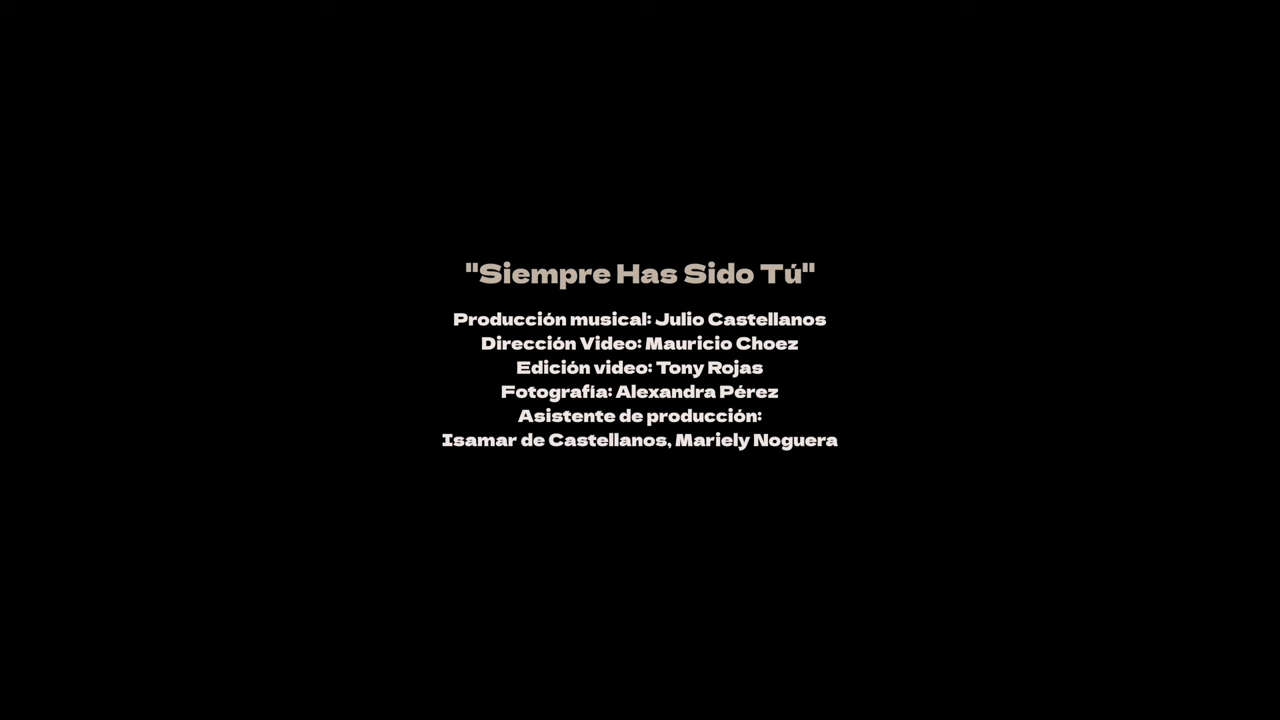 "Siempre Has Sido Tú"
Producción musical: Julio Castellanos
Dirección Video: Mauricio Choez
Edición video: Tony Rojas
Fotografía: Alexandra Pérez
Asistente de producción:
Isamar de Castellanos, Mariely Noguera